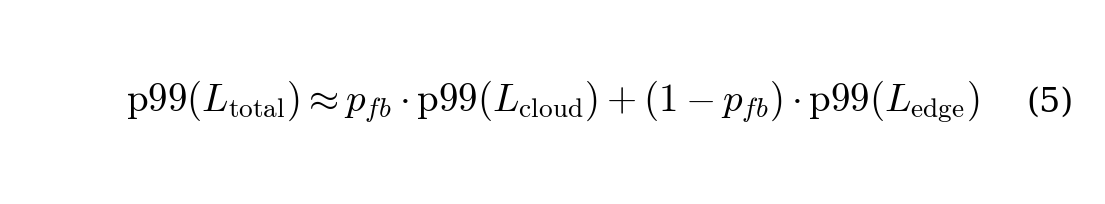 p99(L_total) ≈ p_fb · p99(L_cloud) + (1 − p_fb) · p99(L_edge) (5)